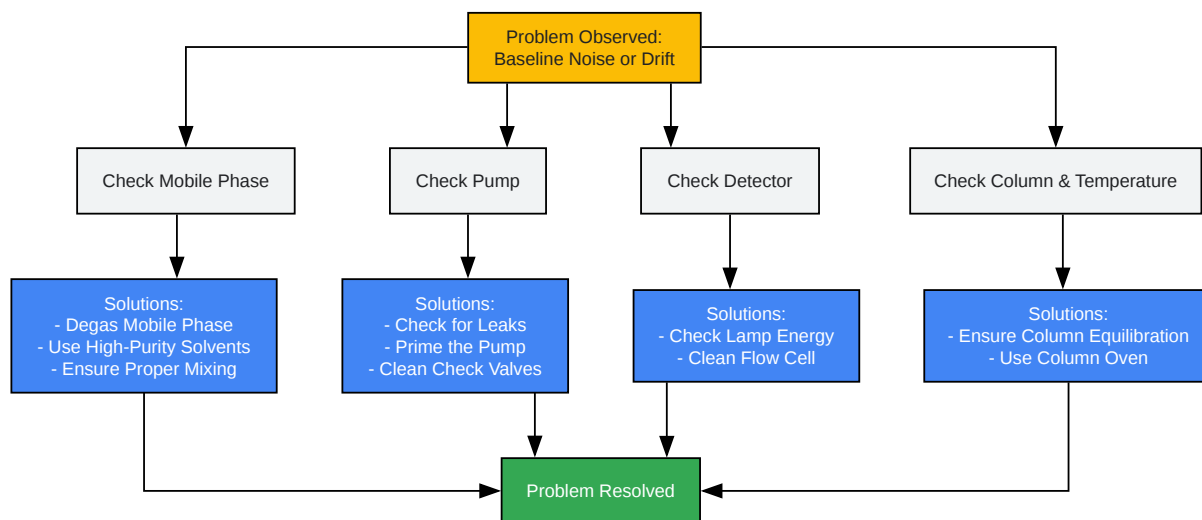 Problem Observed:
Baseline Noise or Drift
Check Mobile Phase
Check Pump
Check Detector
Check Column & Temperature
Solutions:
- Degas Mobile Phase
- Use High-Purity Solvents
- Ensure Proper Mixing
Solutions:
- Check for Leaks
- Prime the Pump
- Clean Check Valves
Solutions:
- Check Lamp Energy
- Clean Flow Cell
Solutions:
- Ensure Column Equilibration
- Use Column Oven
Problem Resolved